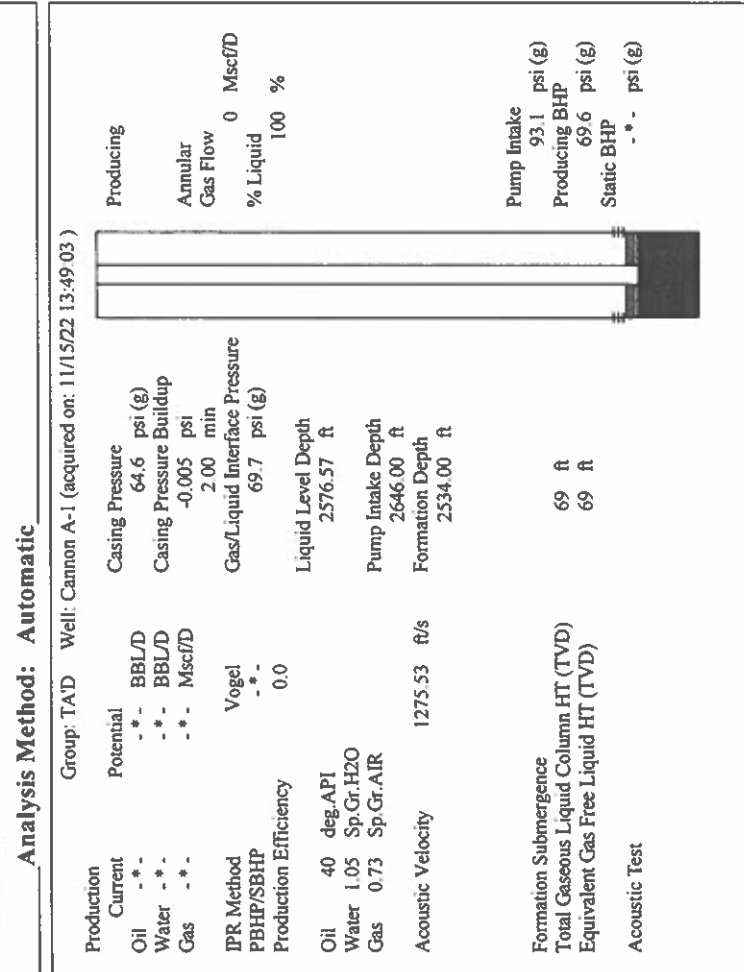 Analysis Method: Automatic
Group: TA'D Well: Cannon A-1 (acquired on: 11/15/22 13:49:03 )
Production
Current Potential
Oil - * - - * - BBL/D
Water - * - - * - BBL/D
Gas - * - - * - Mscf/D
IPR Method Vogel
PBHP/SBHP - * -
Production Efficiency 0.0
Oil 40 deg.API
Water 1.05 Sp.Gr.H2O
Gas 0.73 Sp.Gr.AIR
Acoustic Velocity 1275.53 ft/s
Formation Submergence
Total Gaseous Liquid Column HT (TVD) 69 ft
Equivalent Gas Free Liquid HT (TVD) 69 ft
Acoustic Test
Casing Pressure
64.6 psi (g)
Casing Pressure Buildup
-0.005 psi
2.00 min
Gas/Liquid Interface Pressure
69.7 psi (g)
Liquid Level Depth
2576.57 ft
Pump Intake Depth
2646.00 ft
Formation Depth
2534.00 ft
Producing
Annular
Gas Flow
0 Mscf/D
% Liquid
100 %
Pump Intake
93.1 psi (g)
Producing BHP
69.6 psi (g)
Static BHP
- * - psi (g)